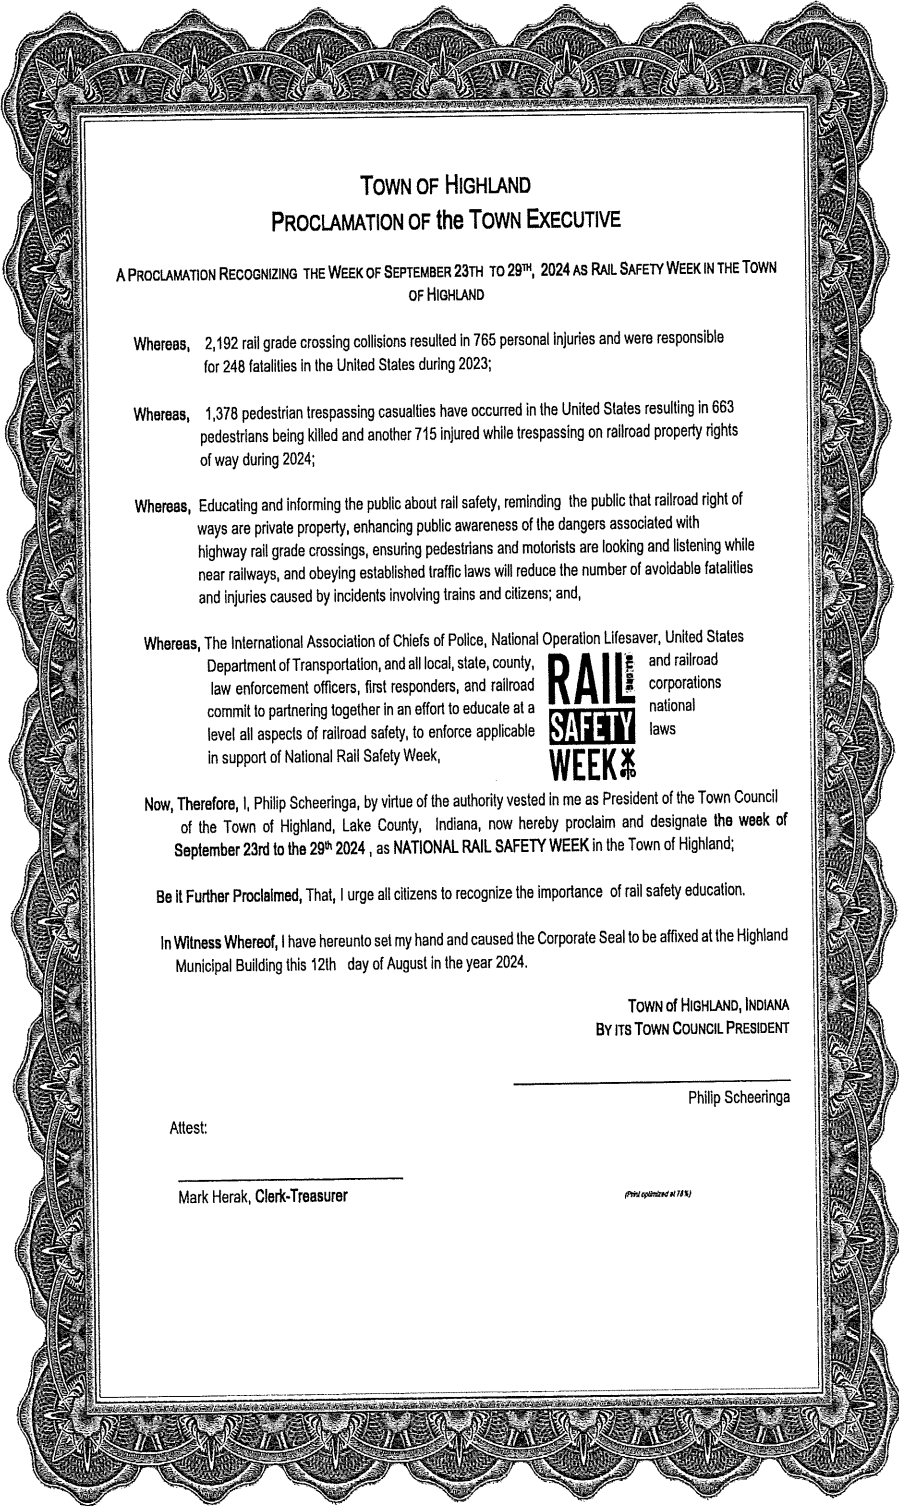 TOWN OF HIGHLAND
PROCLAMATION OF the TOWN EXECUTIVE
A PROCLAMATION RECOGNIZING THE WEEK OF SEPTEMBER 23TH TO 29TH, 2024 AS RAIL SAFETY WEEK IN THE TOWN
OF HIGHLAND
Whereas, 2,192 rail grade crossing collisions resulted in 765 personal injuries and were responsible
for 248 fatalities in the United States during 2023;
Whereas, 1,378 pedestrian trespassing casualties have occurred in the United States resulting in 663
pedestrians being killed and another 715 injured while trespassing on railroad property rights
of way during 2024;
Whereas, Educating and informing the public about rail safety, reminding the public that railroad right of
ways are private property, enhancing public awareness of the dangers associated with
highway rail grade crossings, ensuring pedestrians and motorists are looking and listening while
near railways, and obeying established traffic laws will reduce the number of avoidable fatalities
and injuries caused by incidents involving trains and citizens; and,
Whereas, The International Association of Chiefs of Police, National Operation Lifesaver, United States
Department of Transportation, and all local, state, county, and railroad
law enforcement officers, first responders, and railroad corporations
commit to partnering together in an effort to educate at a national
level all aspects of railroad safety, to enforce applicable laws
in support of National Rail Safety Week,
RAIL
SAFETY
WEEK
Now, Therefore, I, Philip Scheeringa, by virtue of the authority vested in me as President of the Town Council
of the Town of Highland, Lake County, Indiana, now hereby proclaim and designate the week of
September 23rd to the 29th 2024 , as NATIONAL RAIL SAFETY WEEK in the Town of Highland;
Be it Further Proclaimed, That, I urge all citizens to recognize the importance of rail safety education.
In Witness Whereof, I have hereunto set my hand and caused the Corporate Seal to be affixed at the Highland
Municipal Building this 12th day of August in the year 2024.
TOWN of HIGHLAND, INDIANA
BY ITS TOWN COUNCIL PRESIDENT
Philip Scheeringa
Attest:
Mark Herak, Clerk-Treasurer
(Print optimized at 78%)